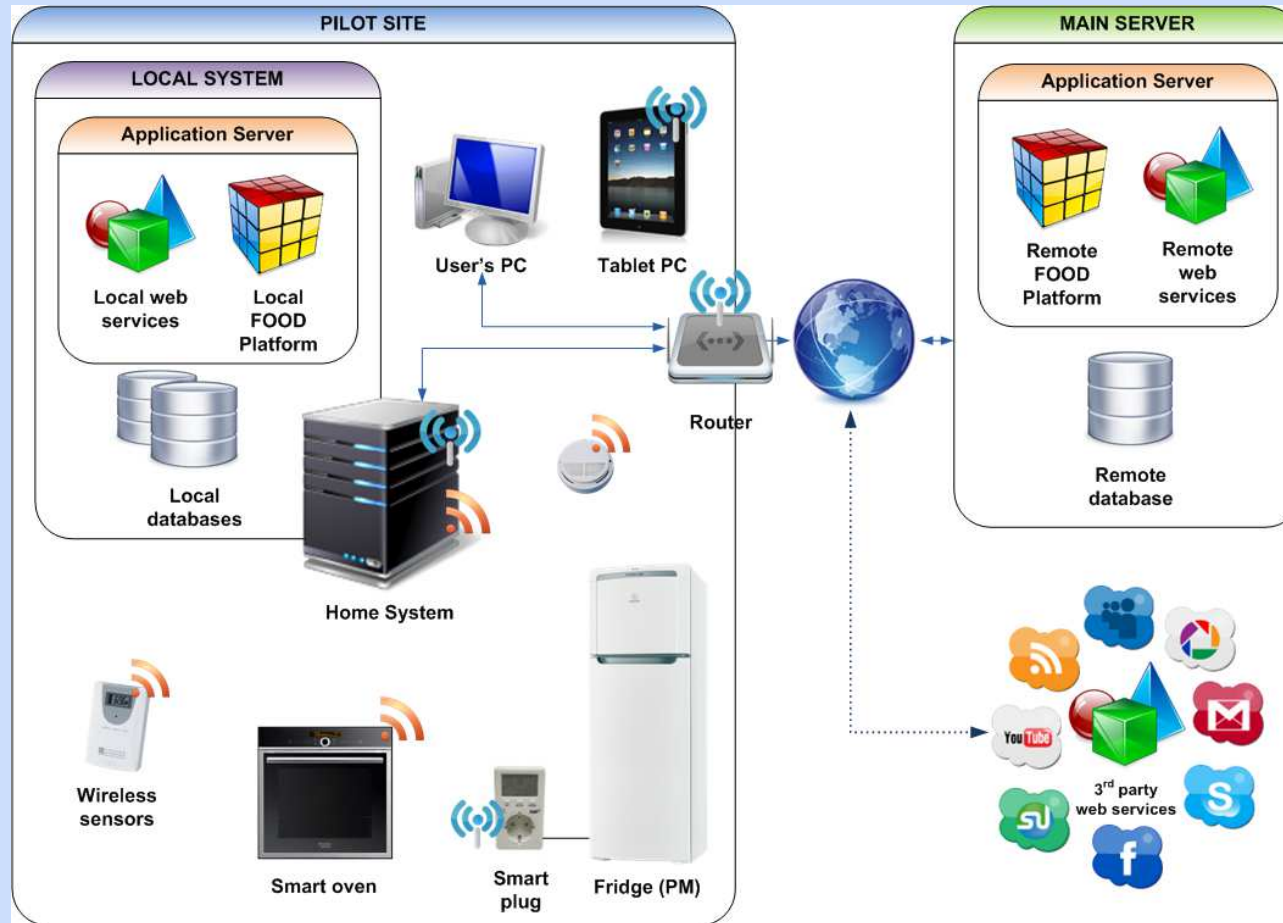 PILOT SITE
MAIN SERVER
LOCAL SYSTEM
Application Server
Application Server
Local web
services
Local
FOOD
Platform
User's PC
Tablet PC
Remote
FOOD
Platform
Remote
web
services
Router
Local
databases
Remote
database
Home System
You Tube
3rd party
web services
Wireless
sensors
Smart oven
Smart
plug
Fridge (PM)